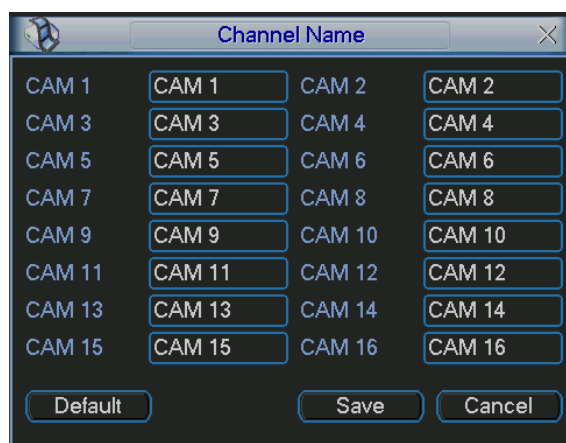 Channel Name
CAM 1 CAM 1 CAM 2 CAM 2
CAM 3 CAM 3 CAM 4 CAM 4
CAM 5 CAM 5 CAM 6 CAM 6
CAM 7 CAM 7 CAM 8 CAM 8
CAM 9 CAM 9 CAM 10 CAM 10
CAM 11 CAM 11 CAM 12 CAM 12
CAM 13 CAM 13 CAM 14 CAM 14
CAM 15 CAM 15 CAM 16 CAM 16
Default Save Cancel